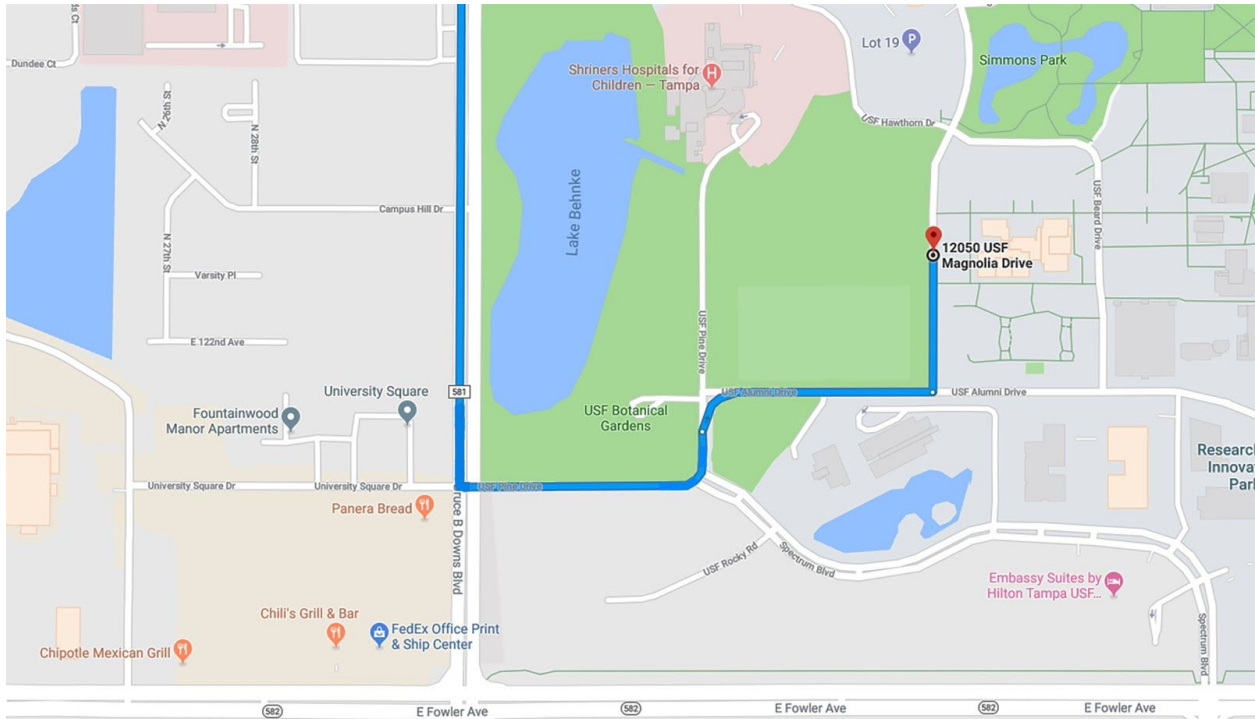 ds Ct
Lot 19
P
Simmons Park
Dundee Ct
Shriners Hospitals for
Children — Tampa
H
N 26th St
N 28th St
USF Hawthorn Dr
Lake Behnke
Campus Hill Dr
USF Beard Drive
N 27th St
12050 USF
Magnolia Drive
Varsity Pl
E 122nd Ave
USF Pine Drive
581
University Square
USF Alumni Drive
USF Alumni Drive
Fountainwood
Manor Apartments
USF Botanical
Gardens
Research
Innova
Park
University Square Dr
University Square Dr
USF Pine Drive
Panera Bread
ruce B Downs Blvd
USF Rocky Rd
Spectrum Blvd
Embassy Suites by
Hilton Tampa USF...
Chili's Grill & Bar
FedEx Office Print
& Ship Center
Chipotle Mexican Grill
Spectrum Blvd
582
E Fowler Ave
582
E Fowler Ave
582
E Fowler Ave